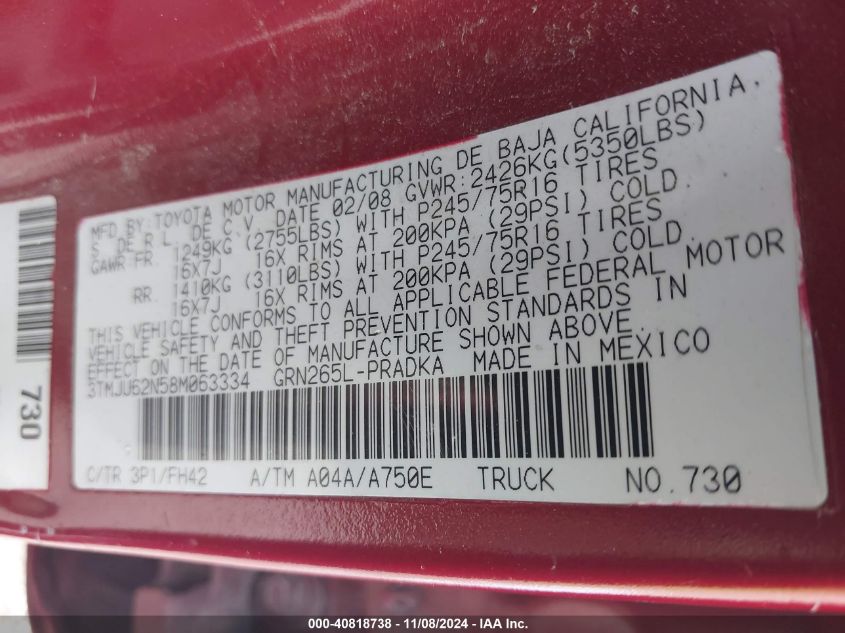 MFD. BY: TOYOTA MOTOR MANUFACTURING DE BAJA CALIFORNIA,
S. DE R.L. DE C.V. DATE 02/08 GVWR:2426KG(5350LBS)
GAWR FR. 1249KG (2755LBS) WITH P245/75R16 TIRES
16X7J 16X RIMS AT 200KPA (29PSI) COLD.
RR. 1410KG (3110LBS) WITH P245/75R16 TIRES
16X7J 16X RIMS AT 200KPA (29PSI) COLD.
THIS VEHICLE CONFORMS TO ALL APPLICABLE FEDERAL MOTOR
VEHICLE SAFETY AND THEFT PREVENTION STANDARDS IN
EFFECT ON THE DATE OF MANUFACTURE SHOWN ABOVE.
3TMJU62N58M063334 GRN265L-PRADKA MADE IN MEXICO
C/TR 3P1/FH42 A/TM A04A/A750E TRUCK NO. 730
730
000-40818738 - 11/08/2024 - IAAI INC.